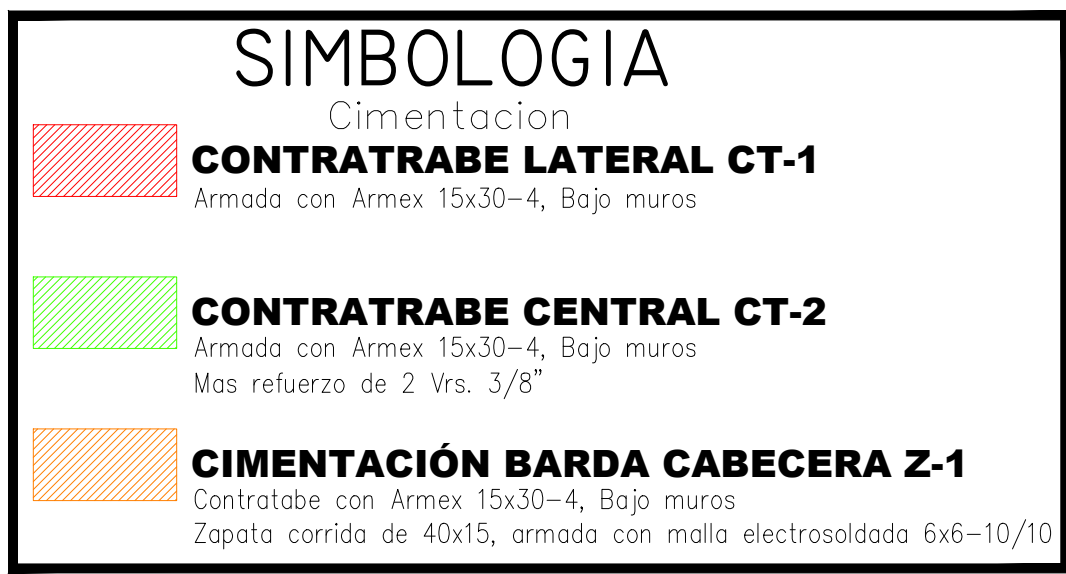 SIMBOLOGIA
Cimentacion
CONTRATRABE LATERAL CT-1
Armada con Armex 15x30-4, Bajo muros
CONTRATRABE CENTRAL CT-2
Armada con Armex 15x30-4, Bajo muros
Mas refuerzo de 2 Vrs. 3/8”
CIMENTACIÓN BARDA CABECERA Z-1
Contratabe con Armex 15x30-4, Bajo muros
Zapata corrida de 40x15, armada con malla electrosoldada 6x6-10/10